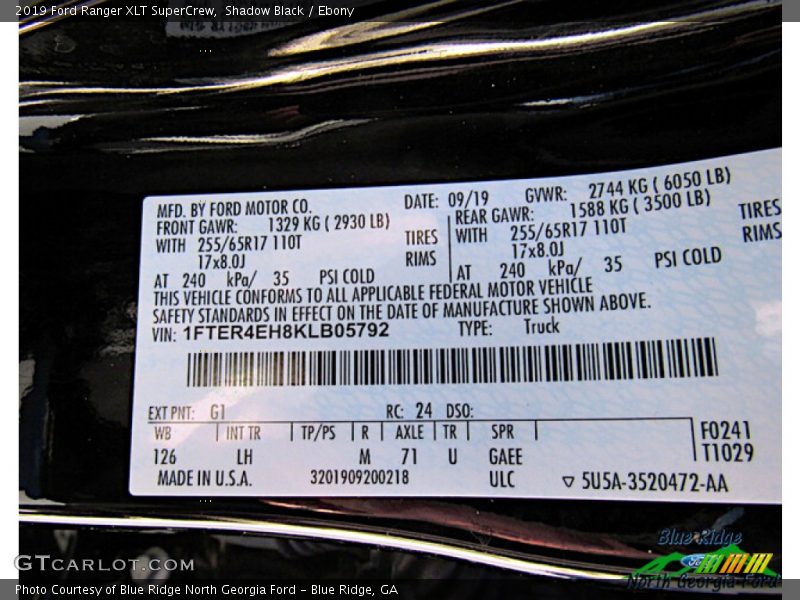 2019 Ford Ranger XLT SuperCrew, Shadow Black / Ebony
MFD. BY FORD MOTOR CO. DATE: 09/19 GVWR: 2744 KG ( 6050 LB)
FRONT GAWR: 1329 KG ( 2930 LB) REAR GAWR: 1588 KG ( 3500 LB)
WITH 255/65R17 110T TIRES WITH 255/65R17 110T TIRES
17x8.0J RIMS 17x8.0J RIMS
AT 240 kPa/ 35 PSI COLD AT 240 kPa/ 35 PSI COLD
THIS VEHICLE CONFORMS TO ALL APPLICABLE FEDERAL MOTOR VEHICLE
SAFETY STANDARDS IN EFFECT ON THE DATE OF MANUFACTURE SHOWN ABOVE.
VIN: 1FTER4EH8KLB05792 TYPE: Truck
EXT PNT: G1 RC: 24 DSO:
WB INT TR TP/PS R AXLE TR SPR F0241
126 LH M 71 U GAEE T1029
MADE IN U.S.A. 3201909200218 ULC 5U5A-3520472-AA
Blue Ridge
North Georgia Ford
GTcarlot.com
Photo Courtesy of Blue Ridge North Georgia Ford - Blue Ridge, GA